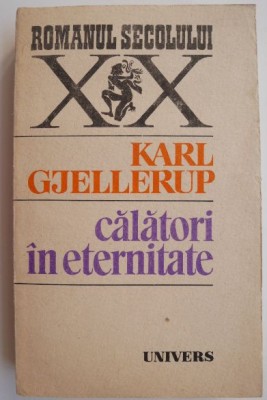 ROMANUL SECOLULUI
XX
KARL
GJELLERUP
călători
în eternitate
UNIVERS